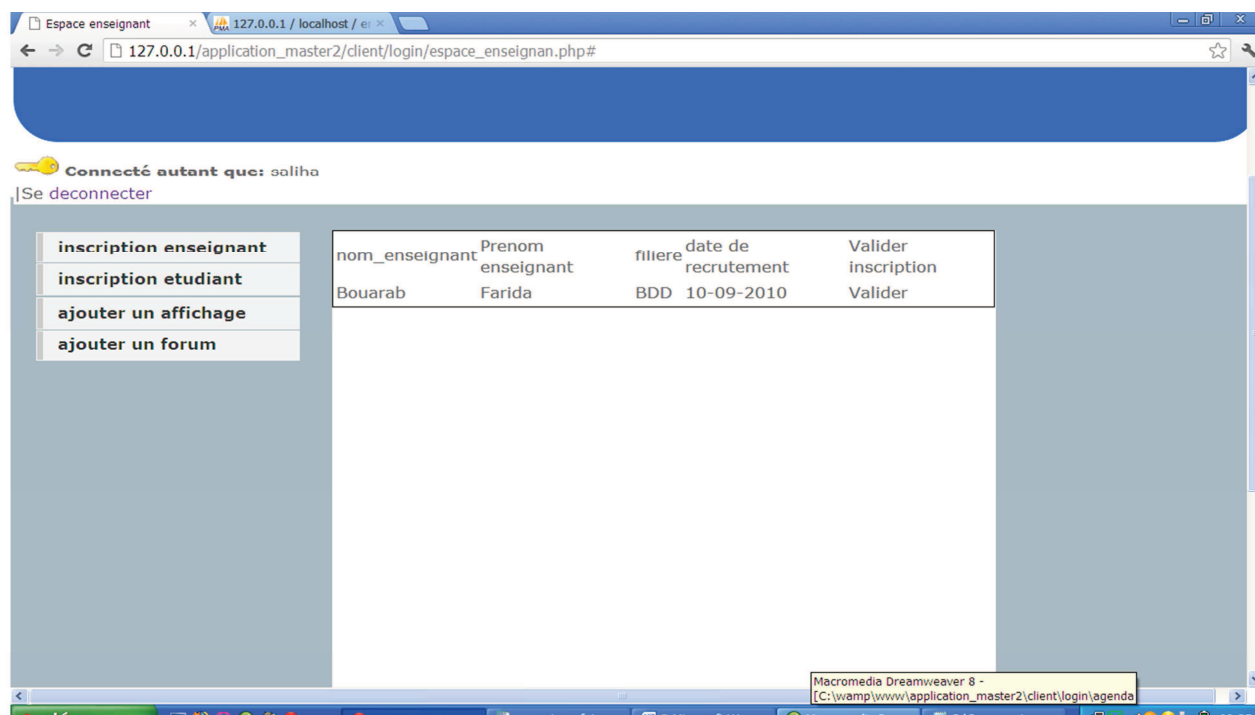 Espace enseignant
127.0.0.1 / localhost / er
127.0.0.1/application_master2/client/login/espace_enseignan.php#
Connecté autant que: saliha
|Se deconnecter
inscription enseignant
inscription etudiant
ajouter un affichage
ajouter un forum
nom_enseignant Prenom enseignant filiere date de recrutement Valider inscription
Bouarab Farida BDD 10-09-2010 Valider
Macromedia Dreamweaver 8 -
[C:\wamp\www\application_master2\client\login\agenda